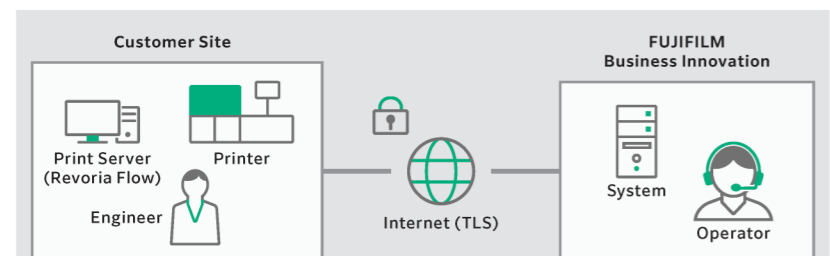 Customer Site
FUJIFILM
Business Innovation
Print Server
(Revoria Flow)
Printer
Engineer
Internet (TLS)
System
Operator